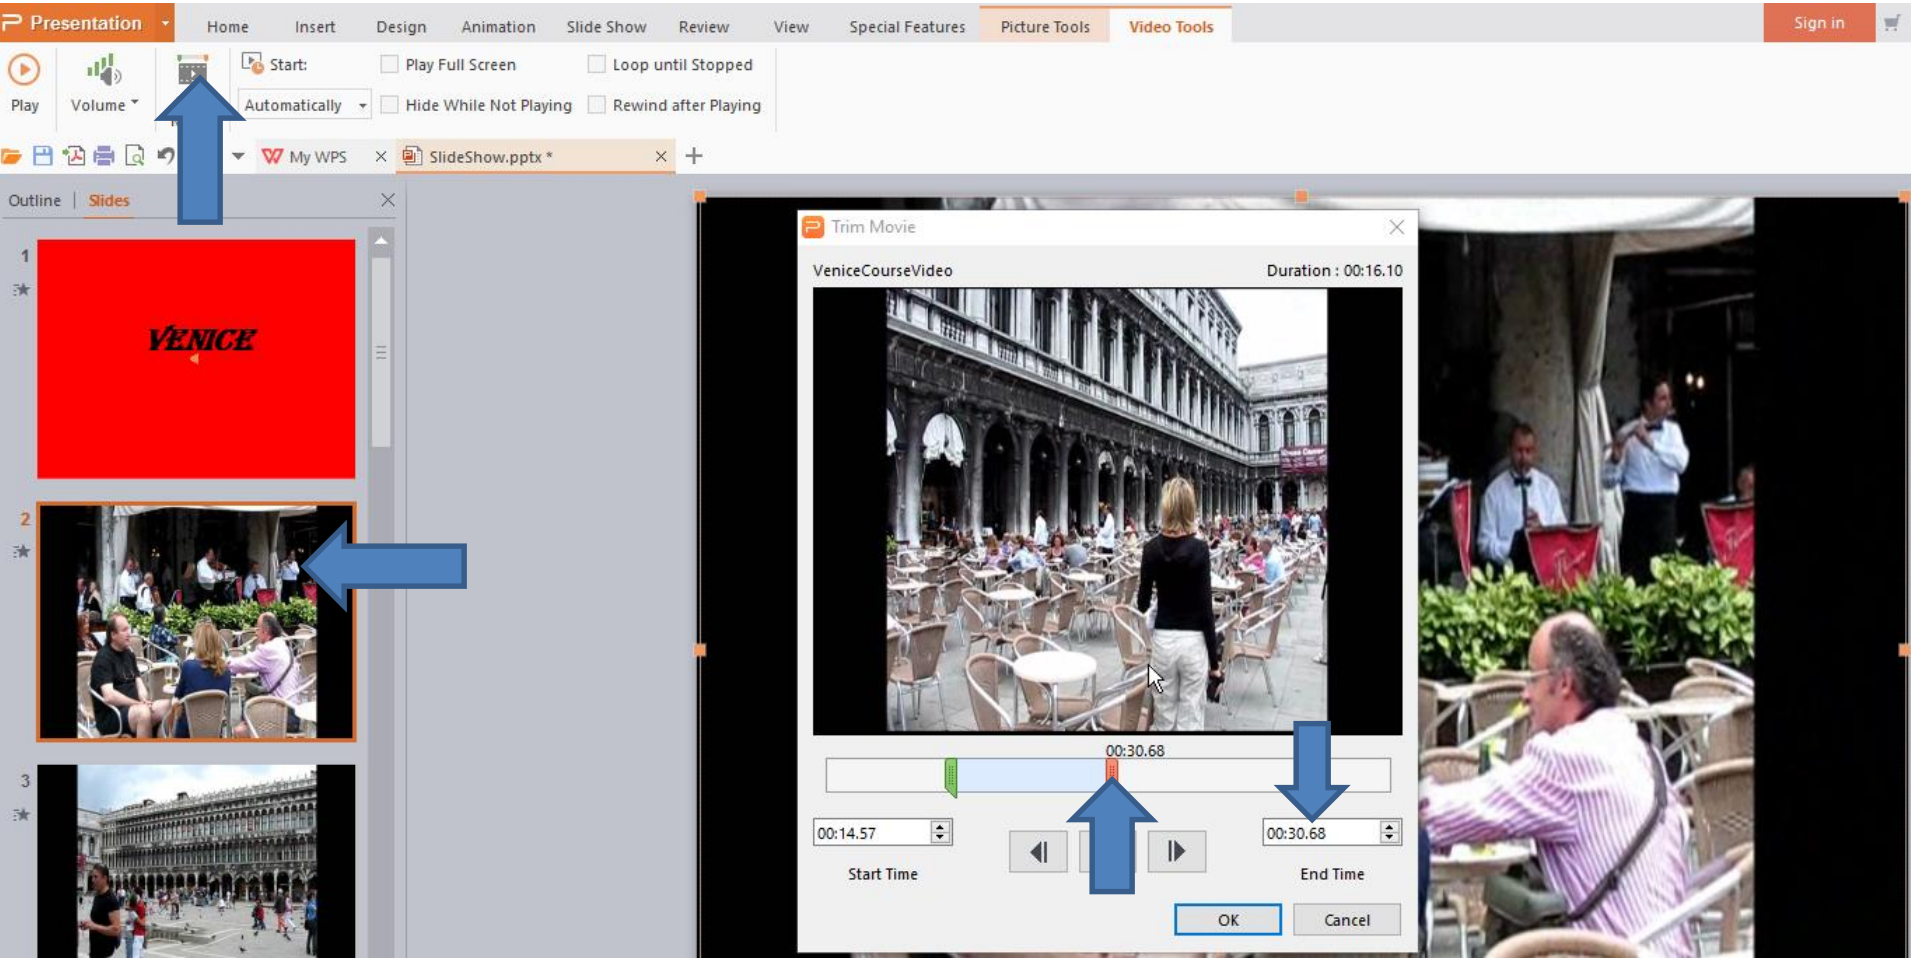 Presentation
Home Insert Design Animation Slide Show Review View Special Features Picture Tools Video Tools Sign in
Start: Play Full Screen Loop until Stopped
Play Volume Automatically Hide While Not Playing Rewind after Playing
My WPS SlideShow.pptx *
Outline Slides
1
VENICE
2
3
Trim Movie
VeniceCourseVideo Duration : 00:16.10
00:30.68
00:14.57 00:30.68
Start Time End Time
OK Cancel